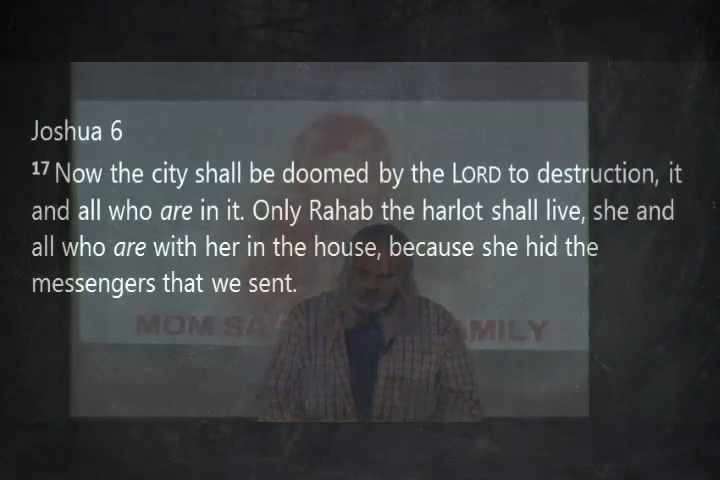 Joshua 6
17 Now the city shall be doomed by the LORD to destruction, it
and all who are in it. Only Rahab the harlot shall live, she and
all who are with her in the house, because she hid the
messengers that we sent.
MOM